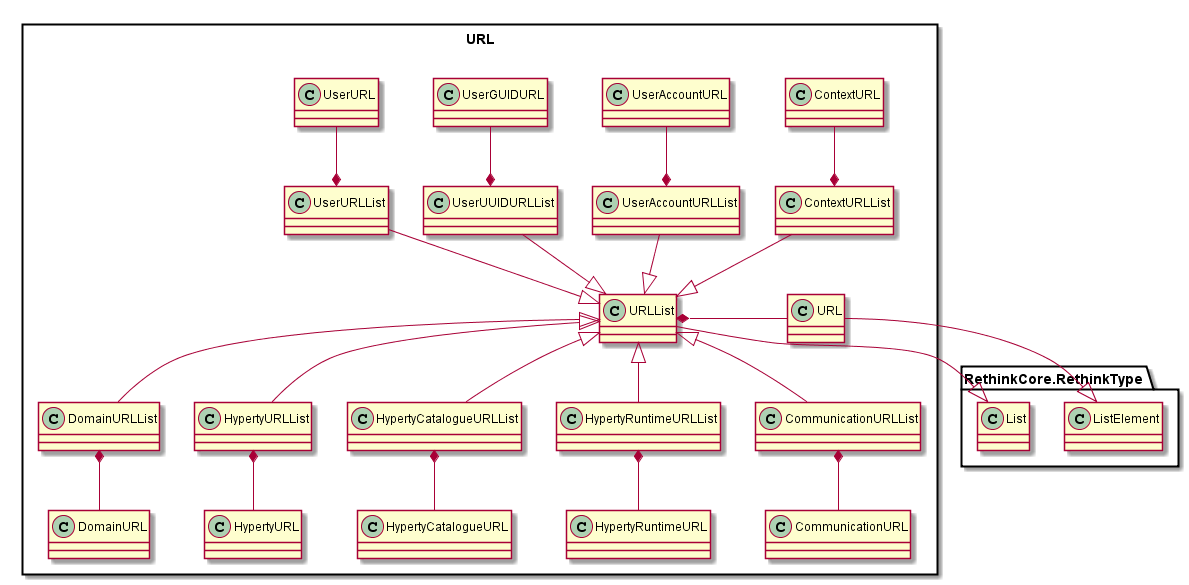 URL
C UserURL
C UserGUIDURL
C UserAccountURL
C ContextURL
C UserURLList
C UserUUIDURLList
C UserAccountURLList
C ContextURLList
C URLList
C URL
RethinkCore.RethinkType
C DomainURLList
C HypertyURLList
C HypertyCatalogueURLList
C HypertyRuntimeURLList
C CommunicationURLList
C List
C ListElement
C DomainURL
C HypertyURL
C HypertyCatalogueURL
C HypertyRuntimeURL
C CommunicationURL